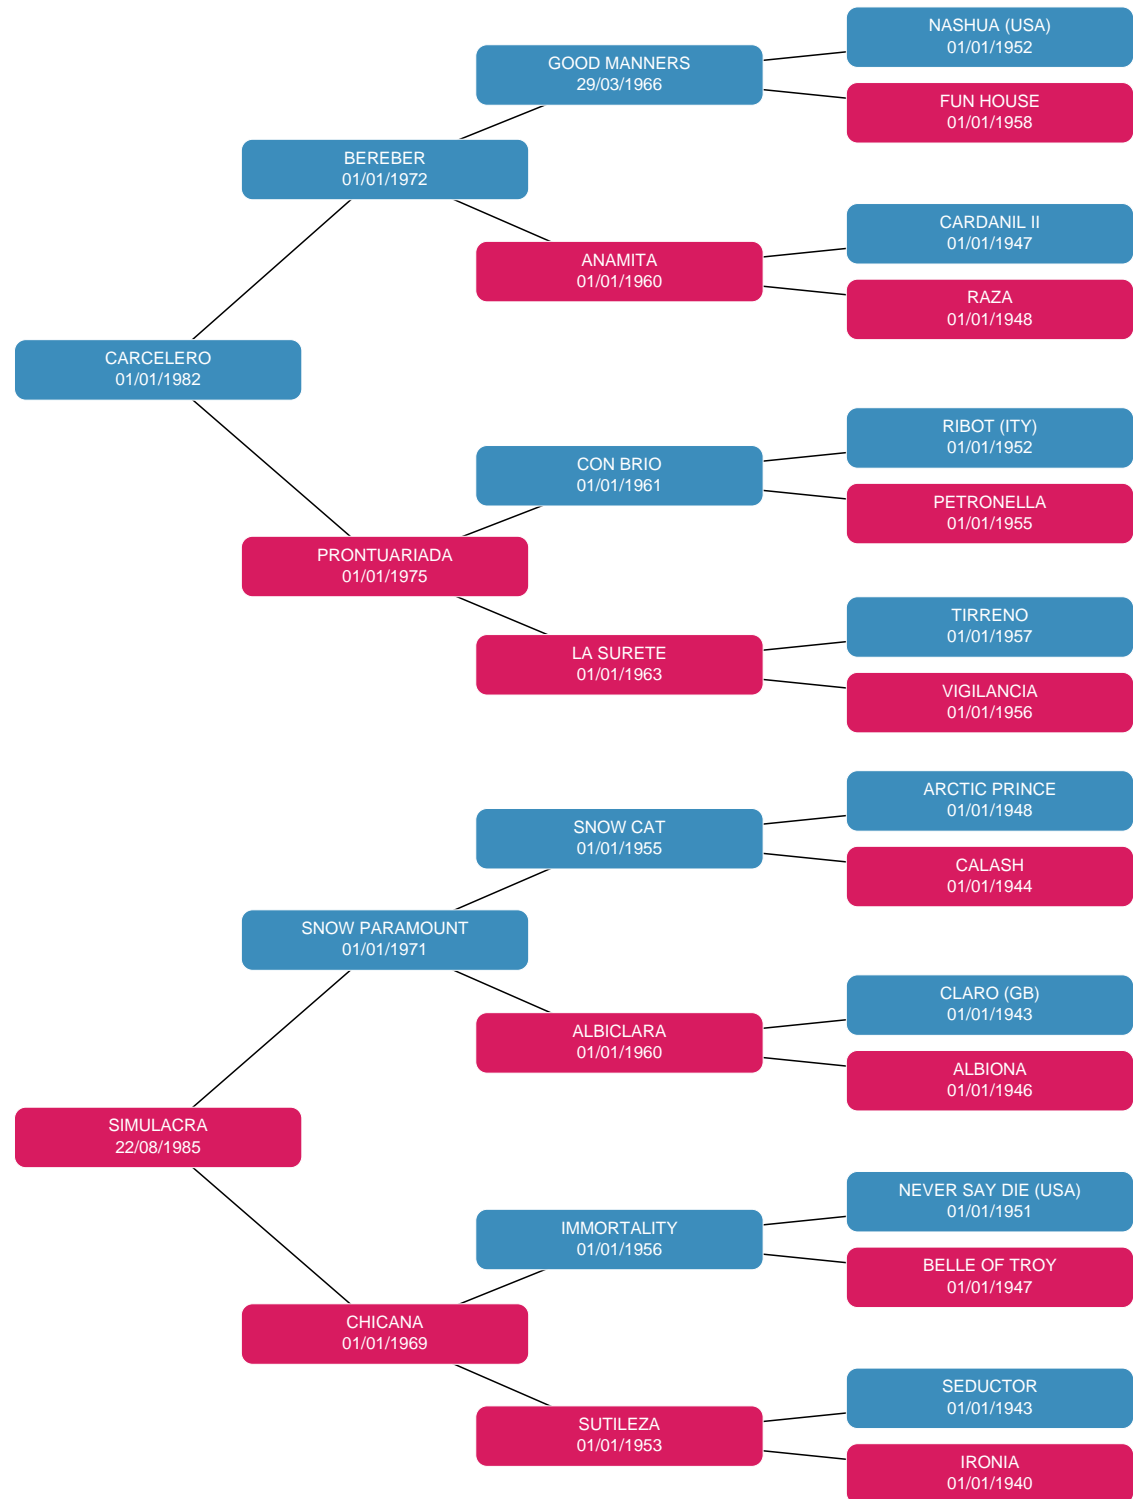 NASHUA (USA)
01/01/1952
GOOD MANNERS
29/03/1966
FUN HOUSE
01/01/1958
BEREBER
01/01/1972
CARDANIL II
01/01/1947
ANAMITA
01/01/1960
RAZA
01/01/1948
CARCELERO
01/01/1982
RIBOT (ITY)
01/01/1952
CON BRIO
01/01/1961
PETRONELLA
01/01/1955
PRONTUARIADA
01/01/1975
TIRRENO
01/01/1957
LA SURETE
01/01/1963
VIGILANCIA
01/01/1956
ARCTIC PRINCE
01/01/1948
SNOW CAT
01/01/1955
CALASH
01/01/1944
SNOW PARAMOUNT
01/01/1971
CLARO (GB)
01/01/1943
ALBICLARA
01/01/1960
ALBIONA
01/01/1946
SIMULACRA
22/08/1985
NEVER SAY DIE (USA)
01/01/1951
IMMORTALITY
01/01/1956
BELLE OF TROY
01/01/1947
CHICANA
01/01/1969
SEDUCTOR
01/01/1943
SUTILEZA
01/01/1953
IRONIA
01/01/1940